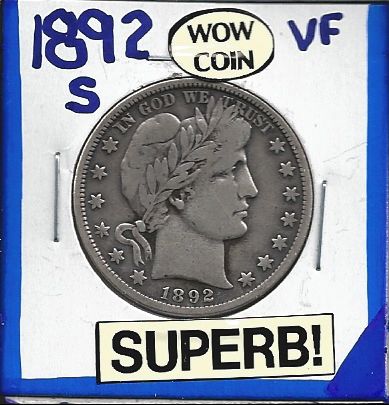 1892
S
WOW
COiN
VF
IN GOD WE TRUST
1892
SUPERB!